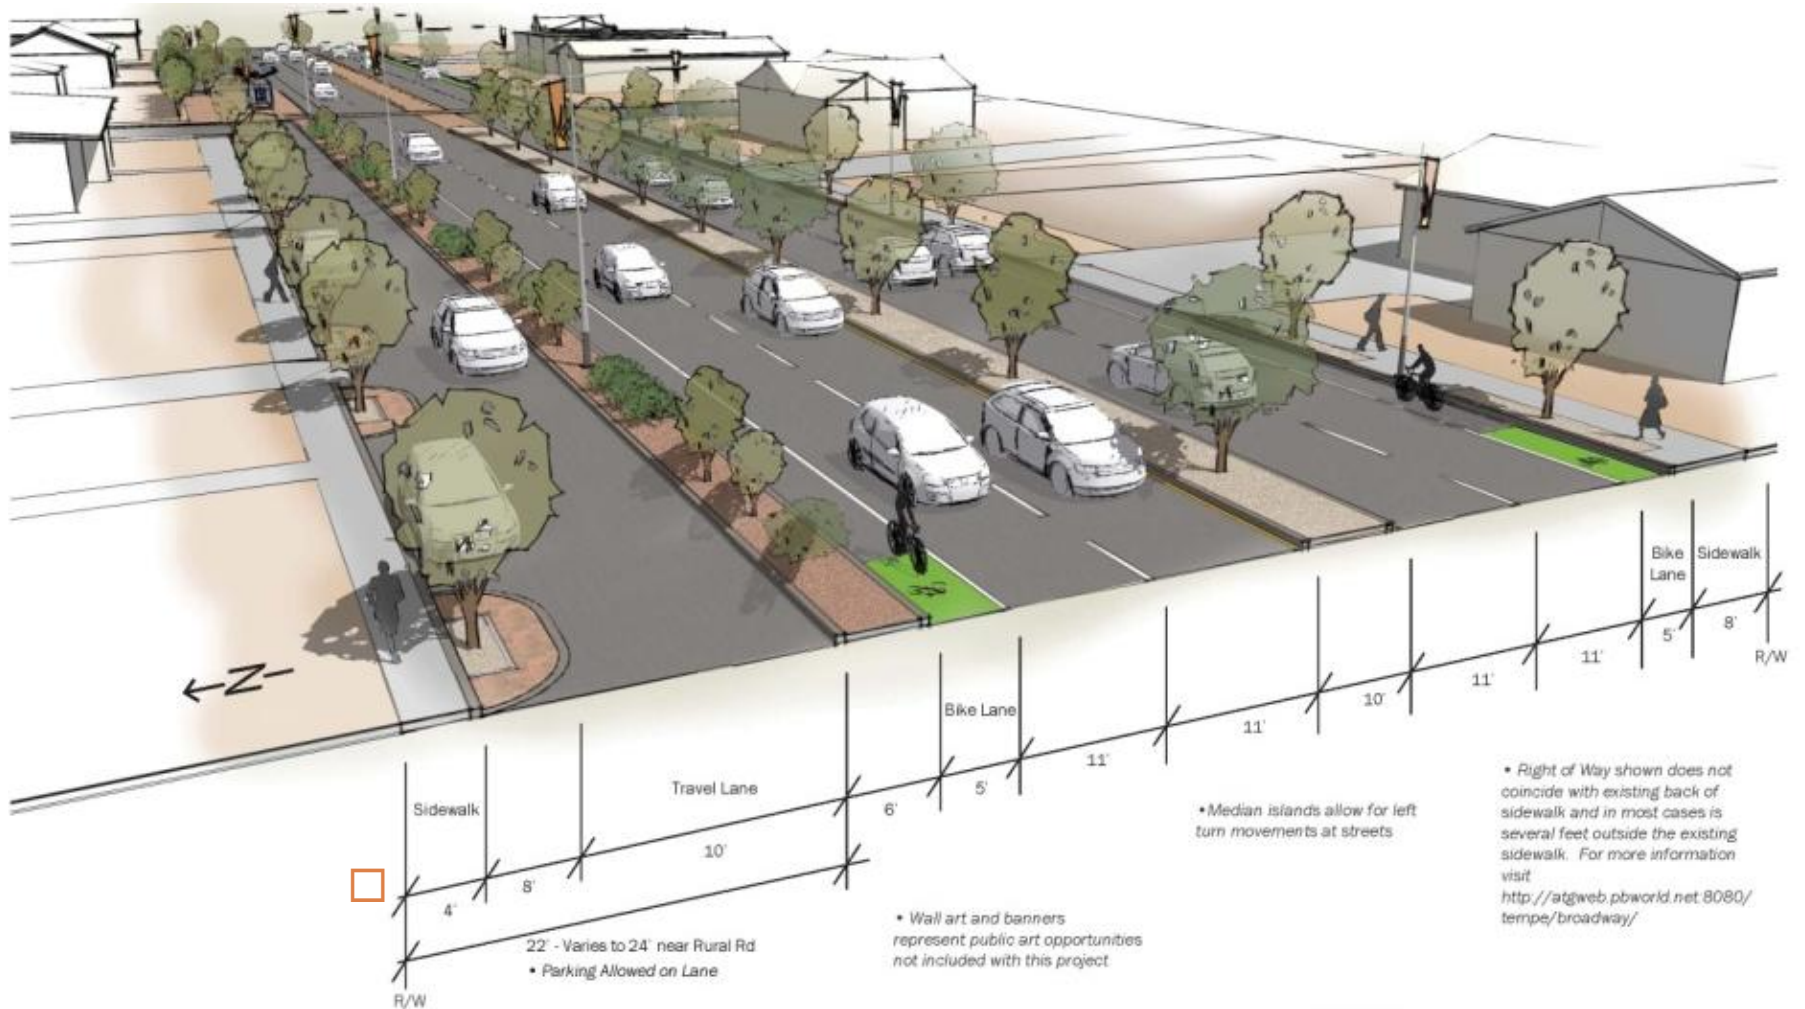 N
Bike
Lane
Sidewalk
5'
8'
R/W
11'
11'
10'
11'
11'
Bike Lane
5'
6'
Travel Lane
10'
Sidewalk
8'
4'
22' - Varies to 24' near Rural Rd
• Parking Allowed on Lane
R/W
• Wall art and banners
represent public art opportunities
not included with this project
•Median islands allow for left
turn movements at streets
• Right of Way shown does not
coincide with existing back of
sidewalk and in most cases is
several feet outside the existing
sidewalk. For more information
visit
http://atgweb.pbworld.net:8080/
tempe/broadway/